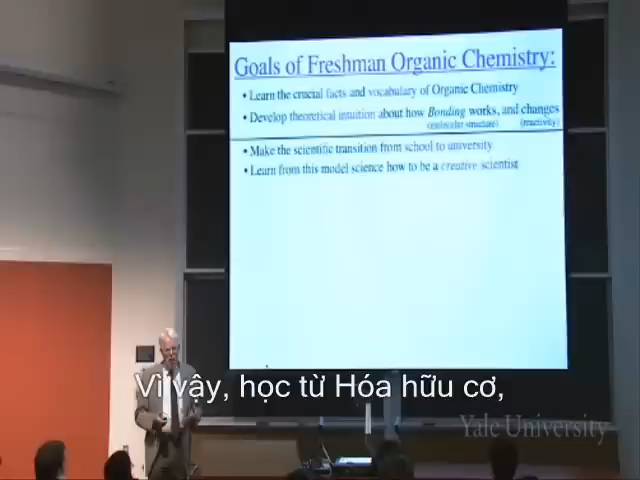 Goals of Freshman Organic Chemistry:
• Learn the crucial facts and vocabulary of Organic Chemistry
• Develop theoretical intuition about how Bonding works, and changes
(molecular structure) (reactivity)
• Make the scientific transition from school to university
• Learn from this model science how to be a creative scientist
Vì vậy, học từ Hóa hữu cơ,
Yale University